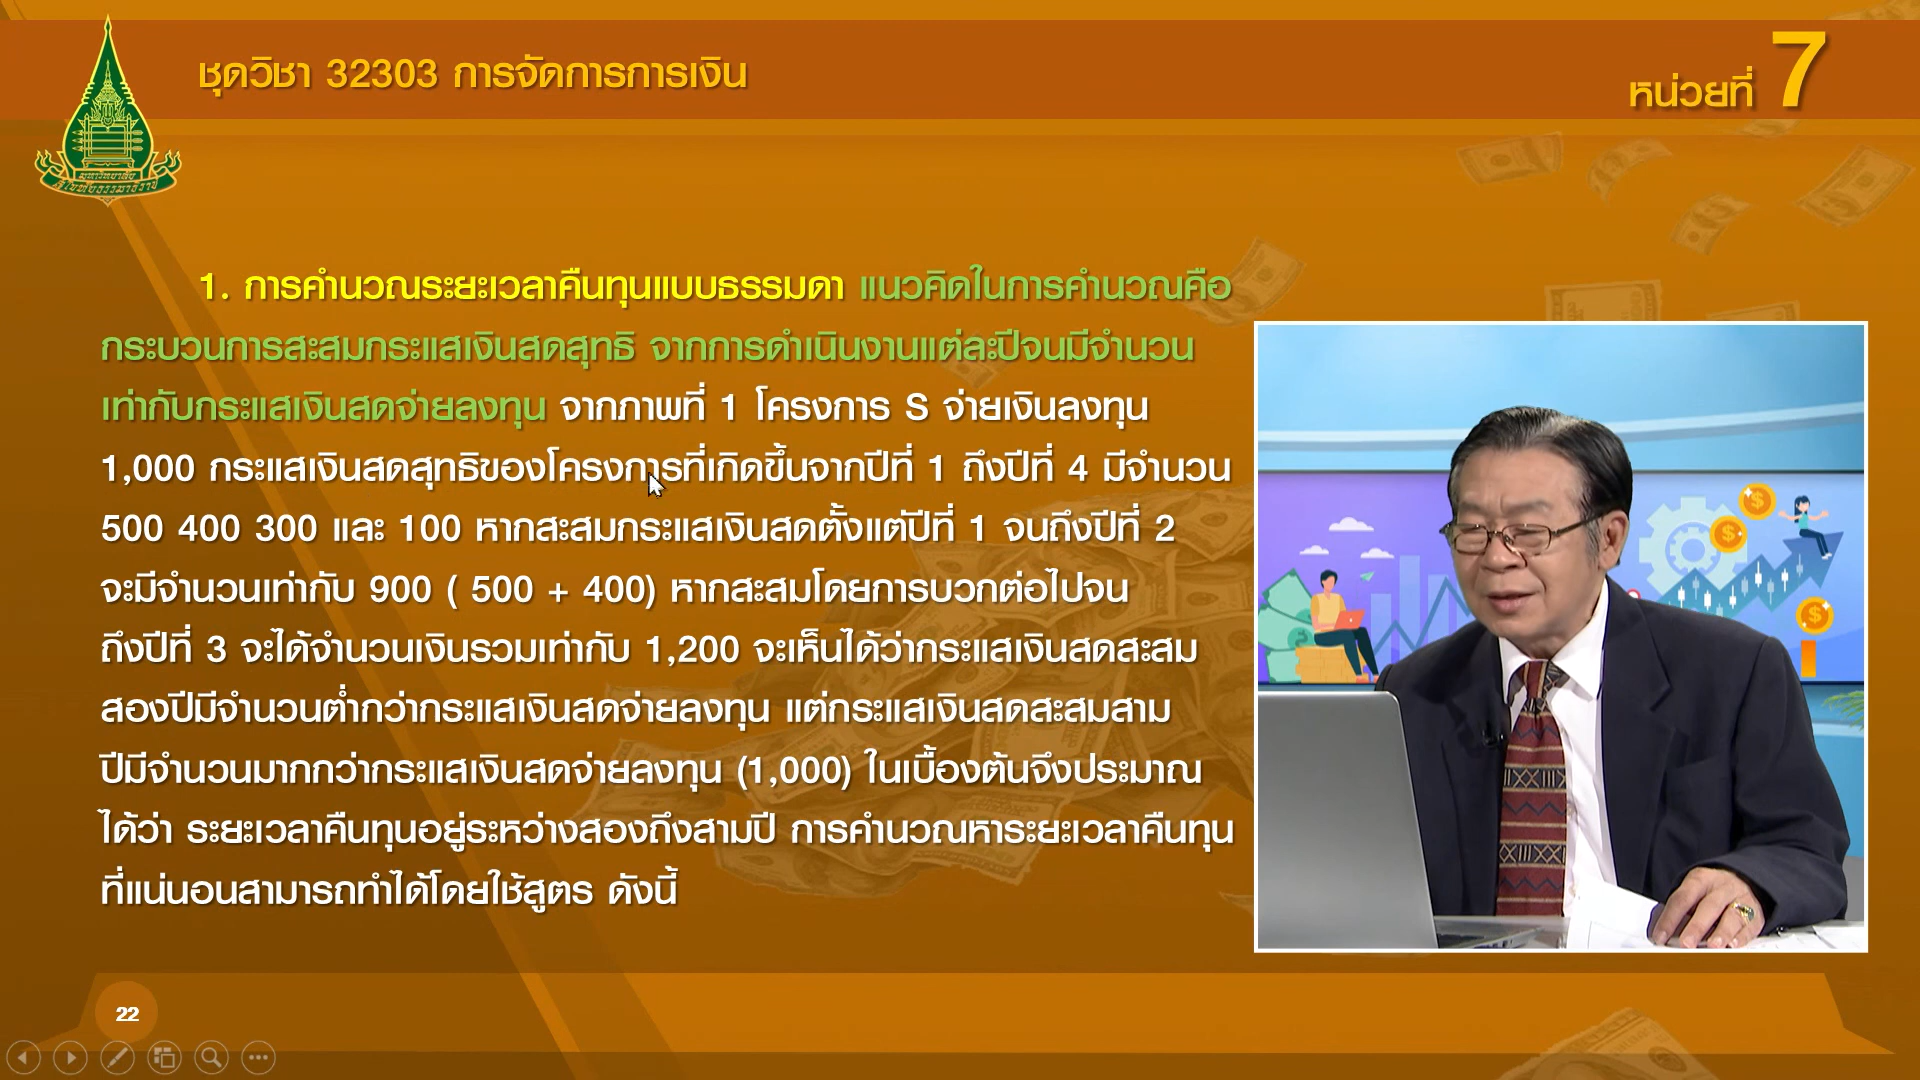 ชุดวิชา 32303 การจัดการการเงิน
หน่วยที่ 7
1. การคำนวณระยะเวลาคืนทุนแบบธรรมดา แนวคิดในการคำนวณคือ
กระบวนการสะสมกระแสเงินสดสุทธิ จากการดำเนินงานแต่ละปีจนมีจำนวน
เท่ากับกระแสเงินสดจ่ายลงทุน จากภาพที่ 1 โครงการ S จ่ายเงินลงทุน
1,000 กระแสเงินสดสุทธิของโครงการที่เกิดขึ้นจากปีที่ 1 ถึงปีที่ 4 มีจำนวน
500 400 300 และ 100 หากสะสมกระแสเงินสดตั้งแต่ปีที่ 1 จนถึงปีที่ 2
จะมีจำนวนเท่ากับ 900 ( 500 + 400) หากสะสมโดยการบวกต่อไปจน
ถึงปีที่ 3 จะได้จำนวนเงินรวมเท่ากับ 1,200 จะเห็นได้ว่ากระแสเงินสดสะสม
สองปีมีจำนวนต่ำกว่ากระแสเงินสดจ่ายลงทุน แต่กระแสเงินสดสะสมสาม
ปีมีจำนวนมากกว่ากระแสเงินสดจ่ายลงทุน (1,000) ในเบื้องต้นจึงประมาณ
ได้ว่า ระยะเวลาคืนทุนอยู่ระหว่างสองถึงสามปี การคำนวณหาระยะเวลาคืนทุน
ที่แน่นอนสามารถทำได้โดยใช้สูตร ดังนี้
22
มหาวิทยาลัย
สุโขทัยธรรมาธิราช